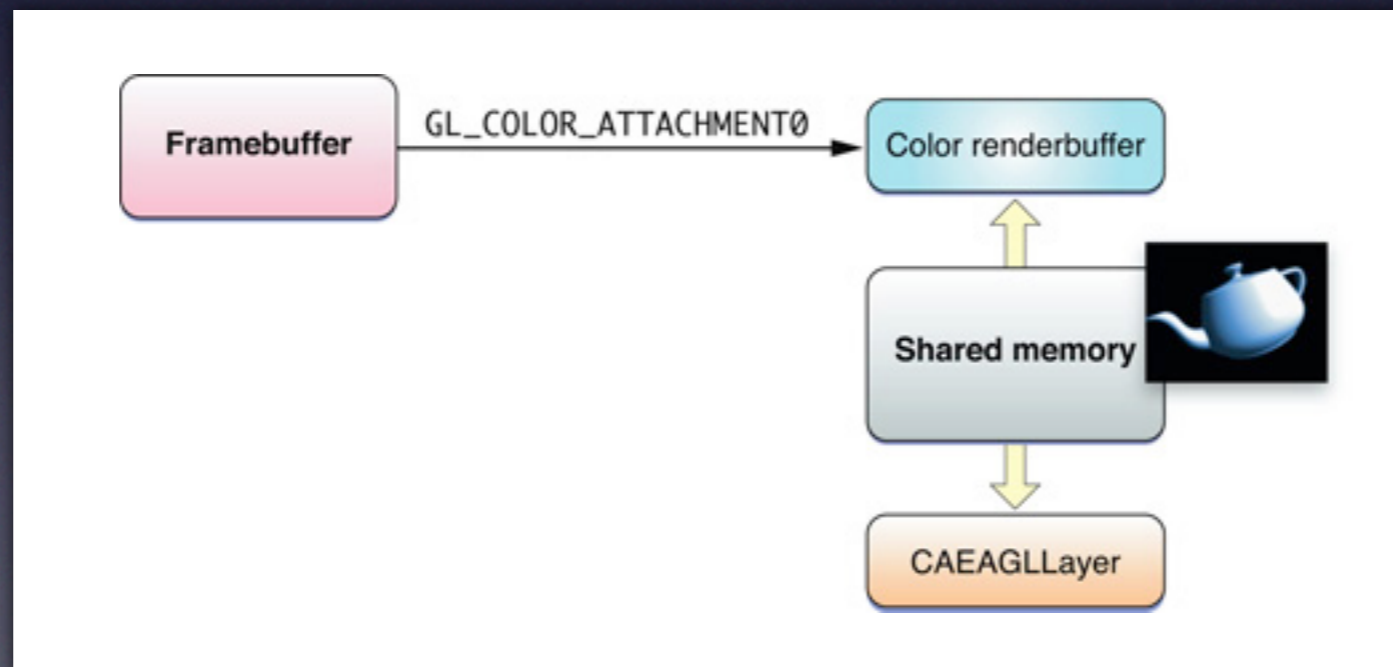 Framebuffer
GL_COLOR_ATTACHMENT0
Color renderbuffer
Shared memory
CAEAGLLayer